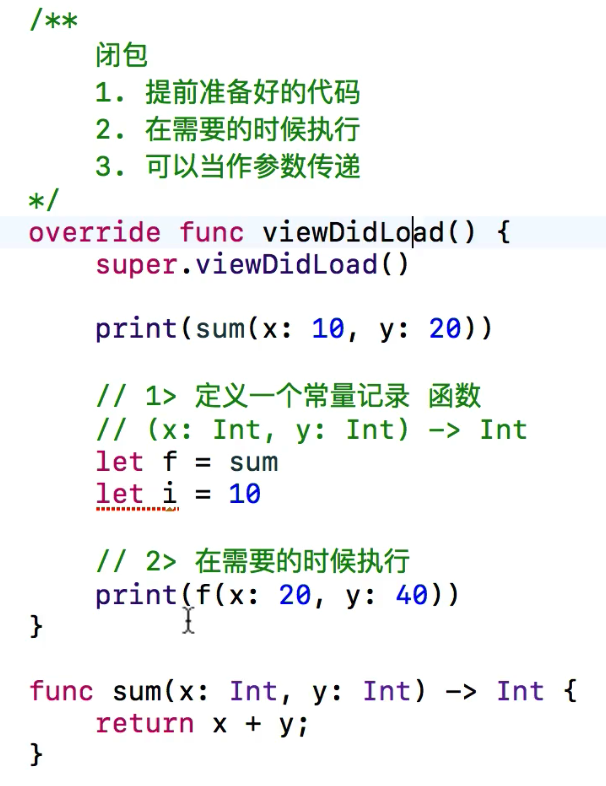 /**
闭包
1. 提前准备好的代码
2. 在需要的时候执行
3. 可以当作参数传递
*/
override func viewDidLoad() {
super.viewDidLoad()
print(sum(x: 10, y: 20))
// 1> 定义一个常量记录 函数
// (x: Int, y: Int) -> Int
let f = sum
let i = 10
// 2> 在需要的时候执行
print(f(x: 20, y: 40))
}
func sum(x: Int, y: Int) -> Int {
return x + y;
}